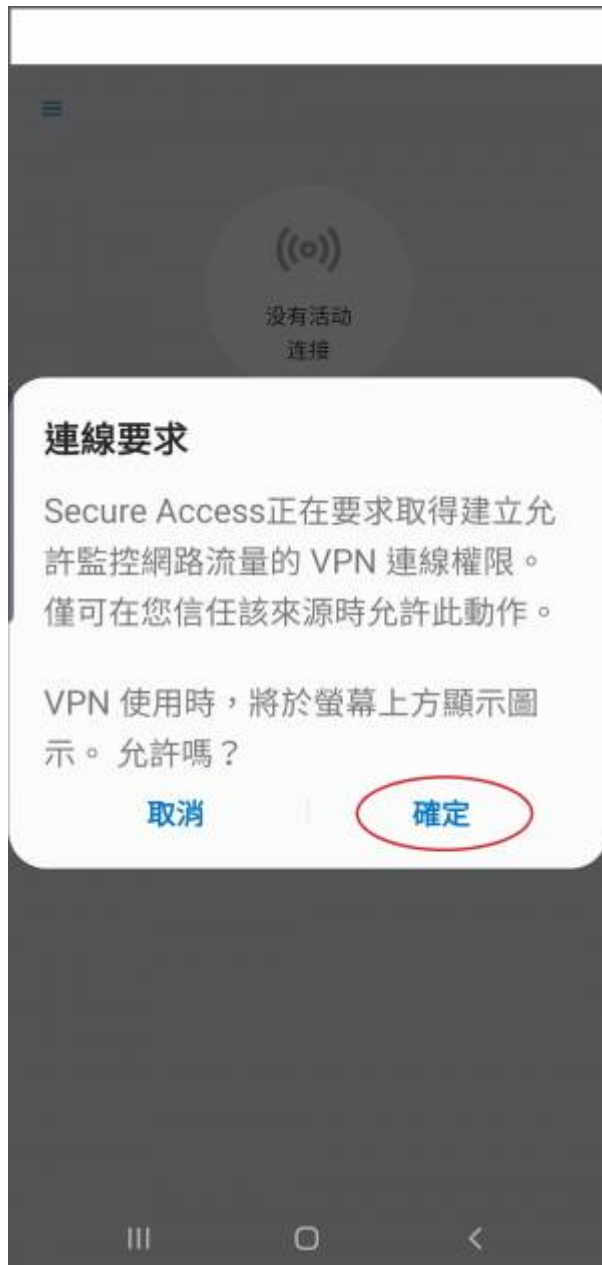 没有活动
连接
連線要求
Secure Access正在要求取得建立允
許監控網路流量的 VPN 連線權限。
僅可在您信任該來源時允許此動作。
VPN 使用時，將於螢幕上方顯示圖
示。 允許嗎？
取消
確定